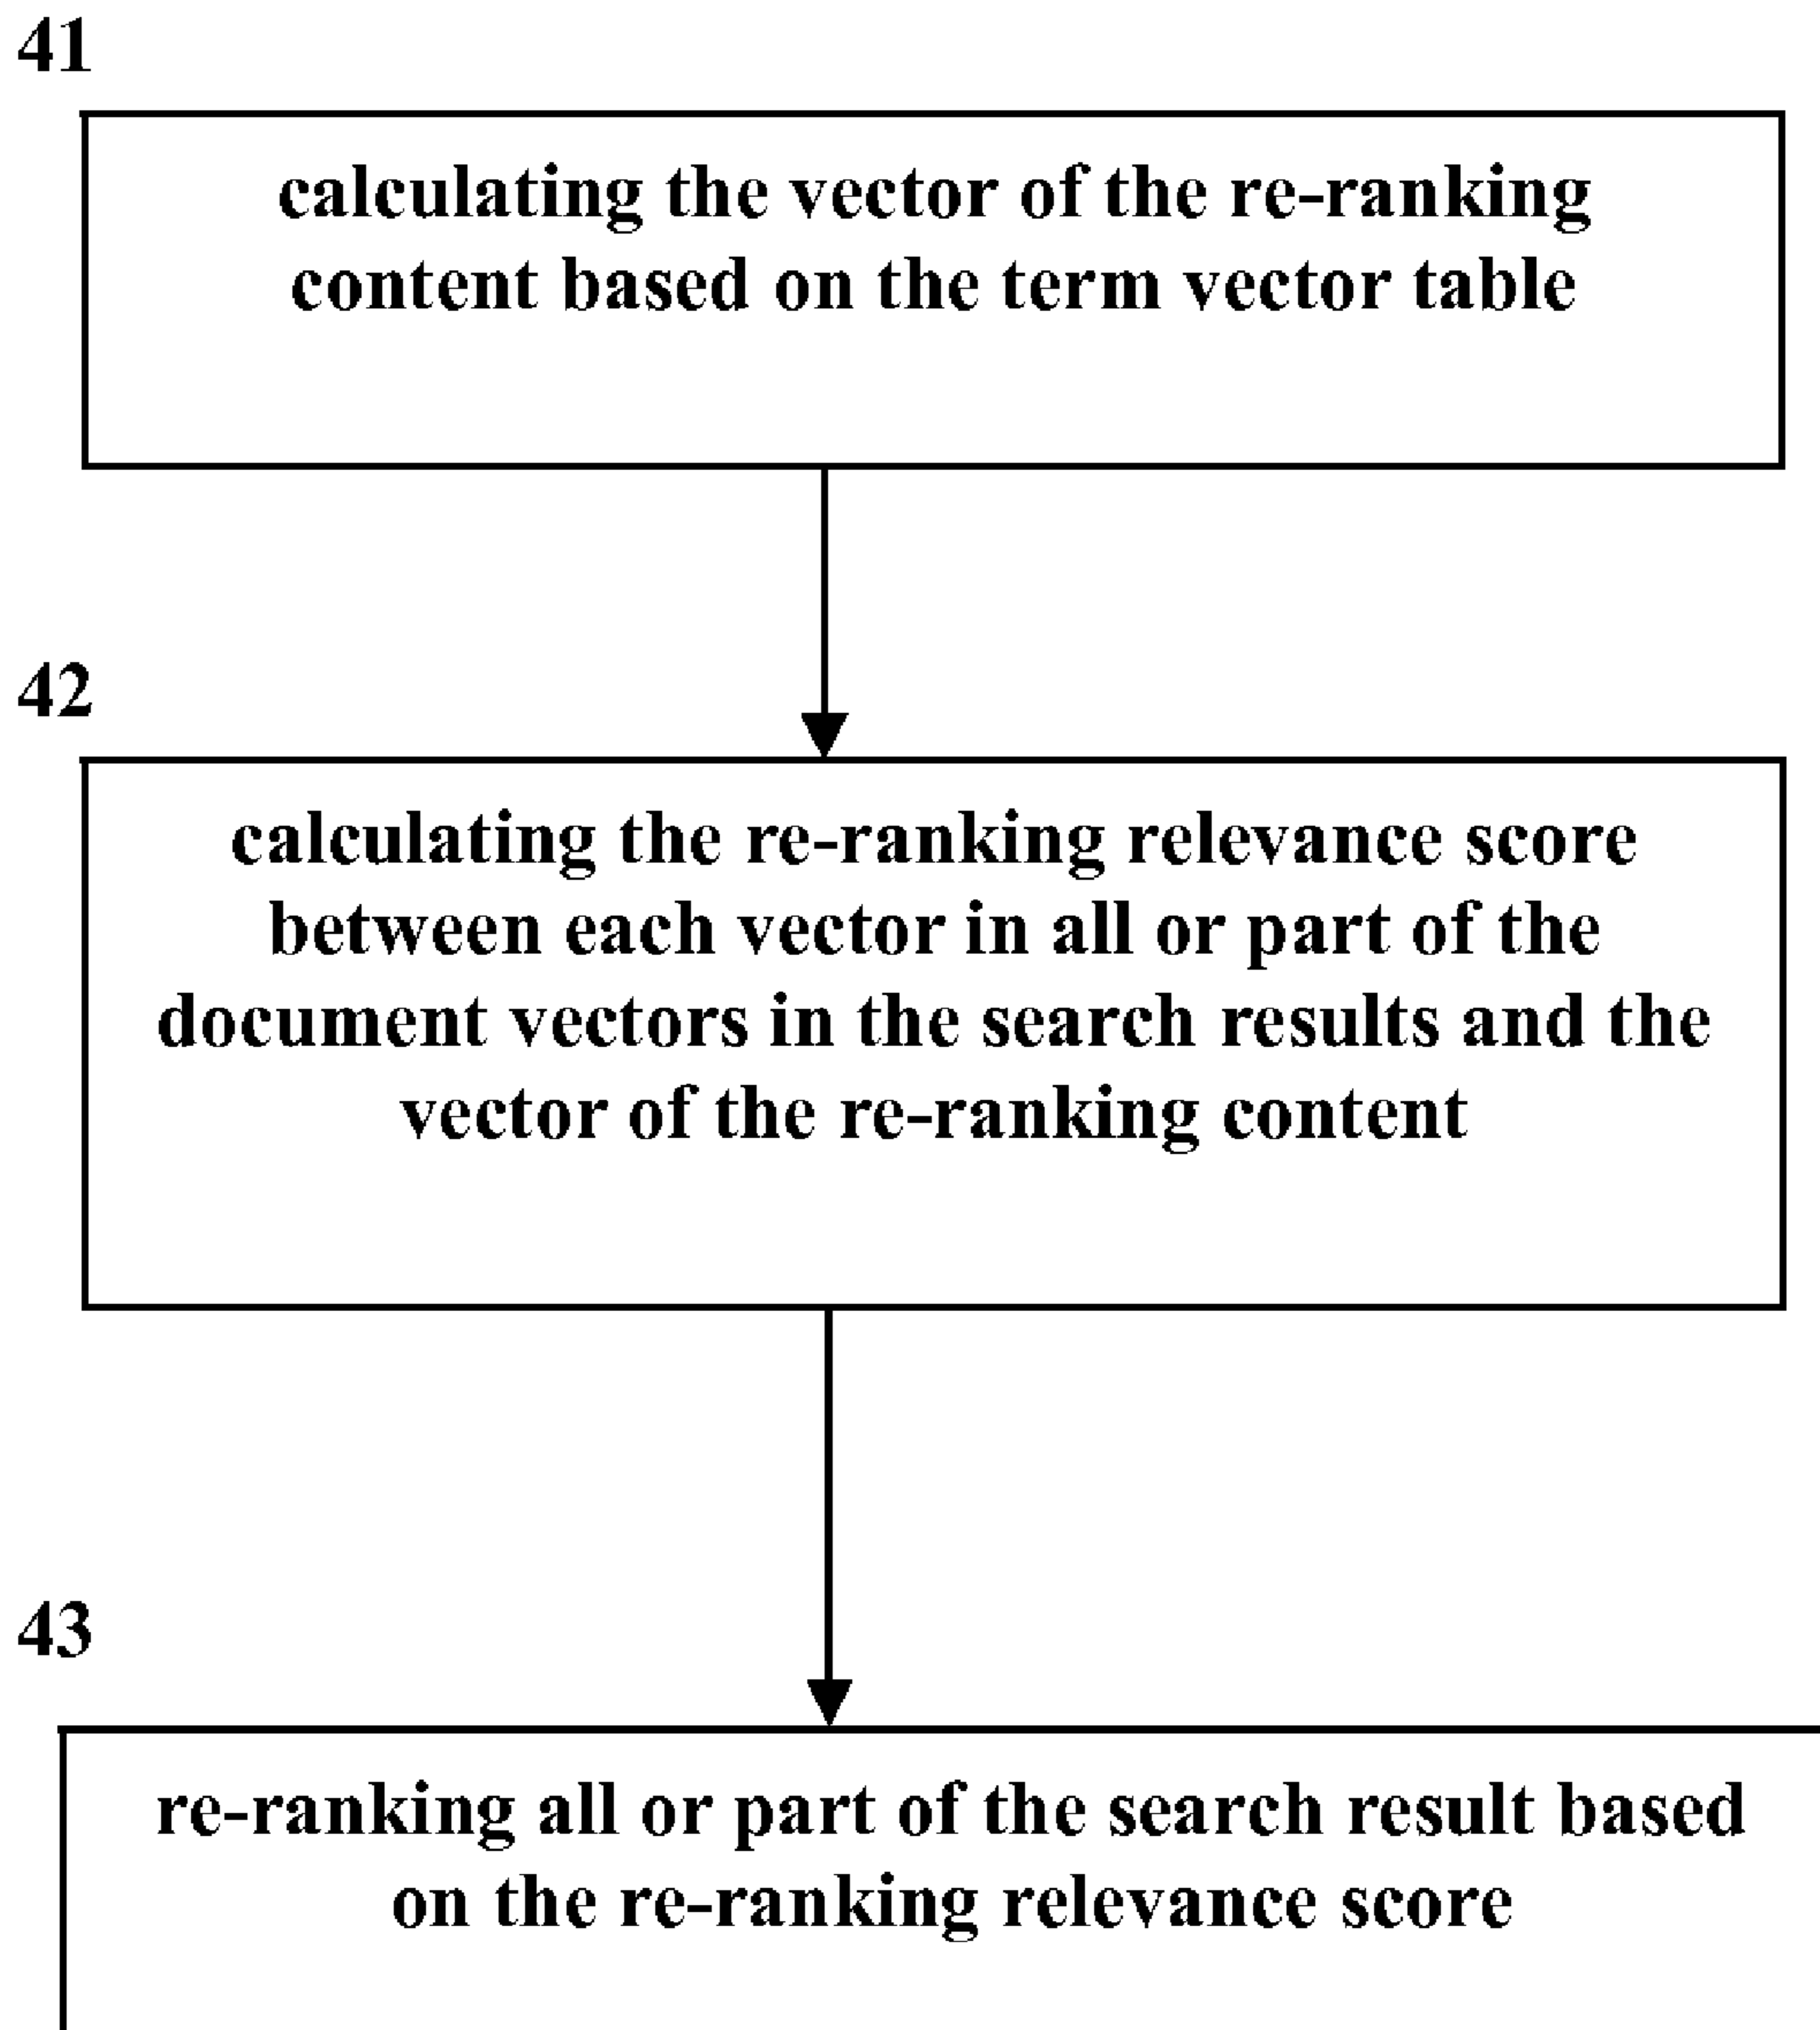 41
calculating the vector of the re-ranking
content based on the term vector table
42
calculating the re-ranking relevance score
between each vector in all or part of the
document vectors in the search results and the
vector of the re-ranking content
43
re-ranking all or part of the search result based
on the re-ranking relevance score